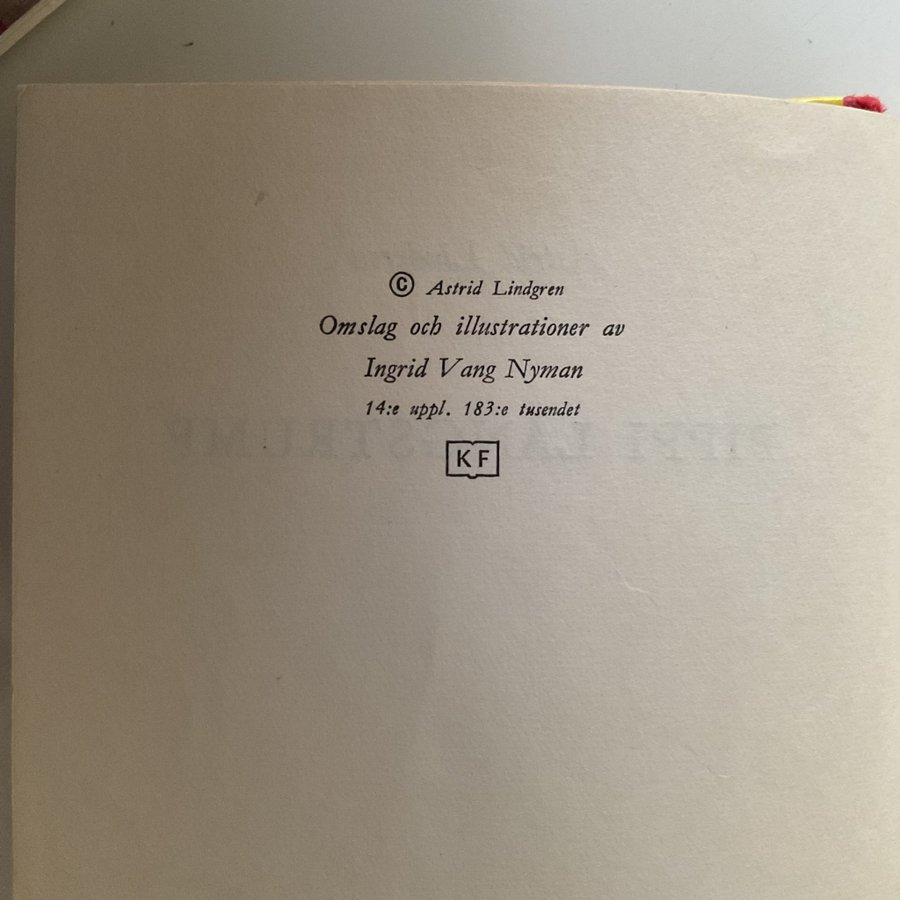 © Astrid Lindgren
Omslag och illustrationer av
Ingrid Vang Nyman
14:e uppl. 183:e tusendet
KF